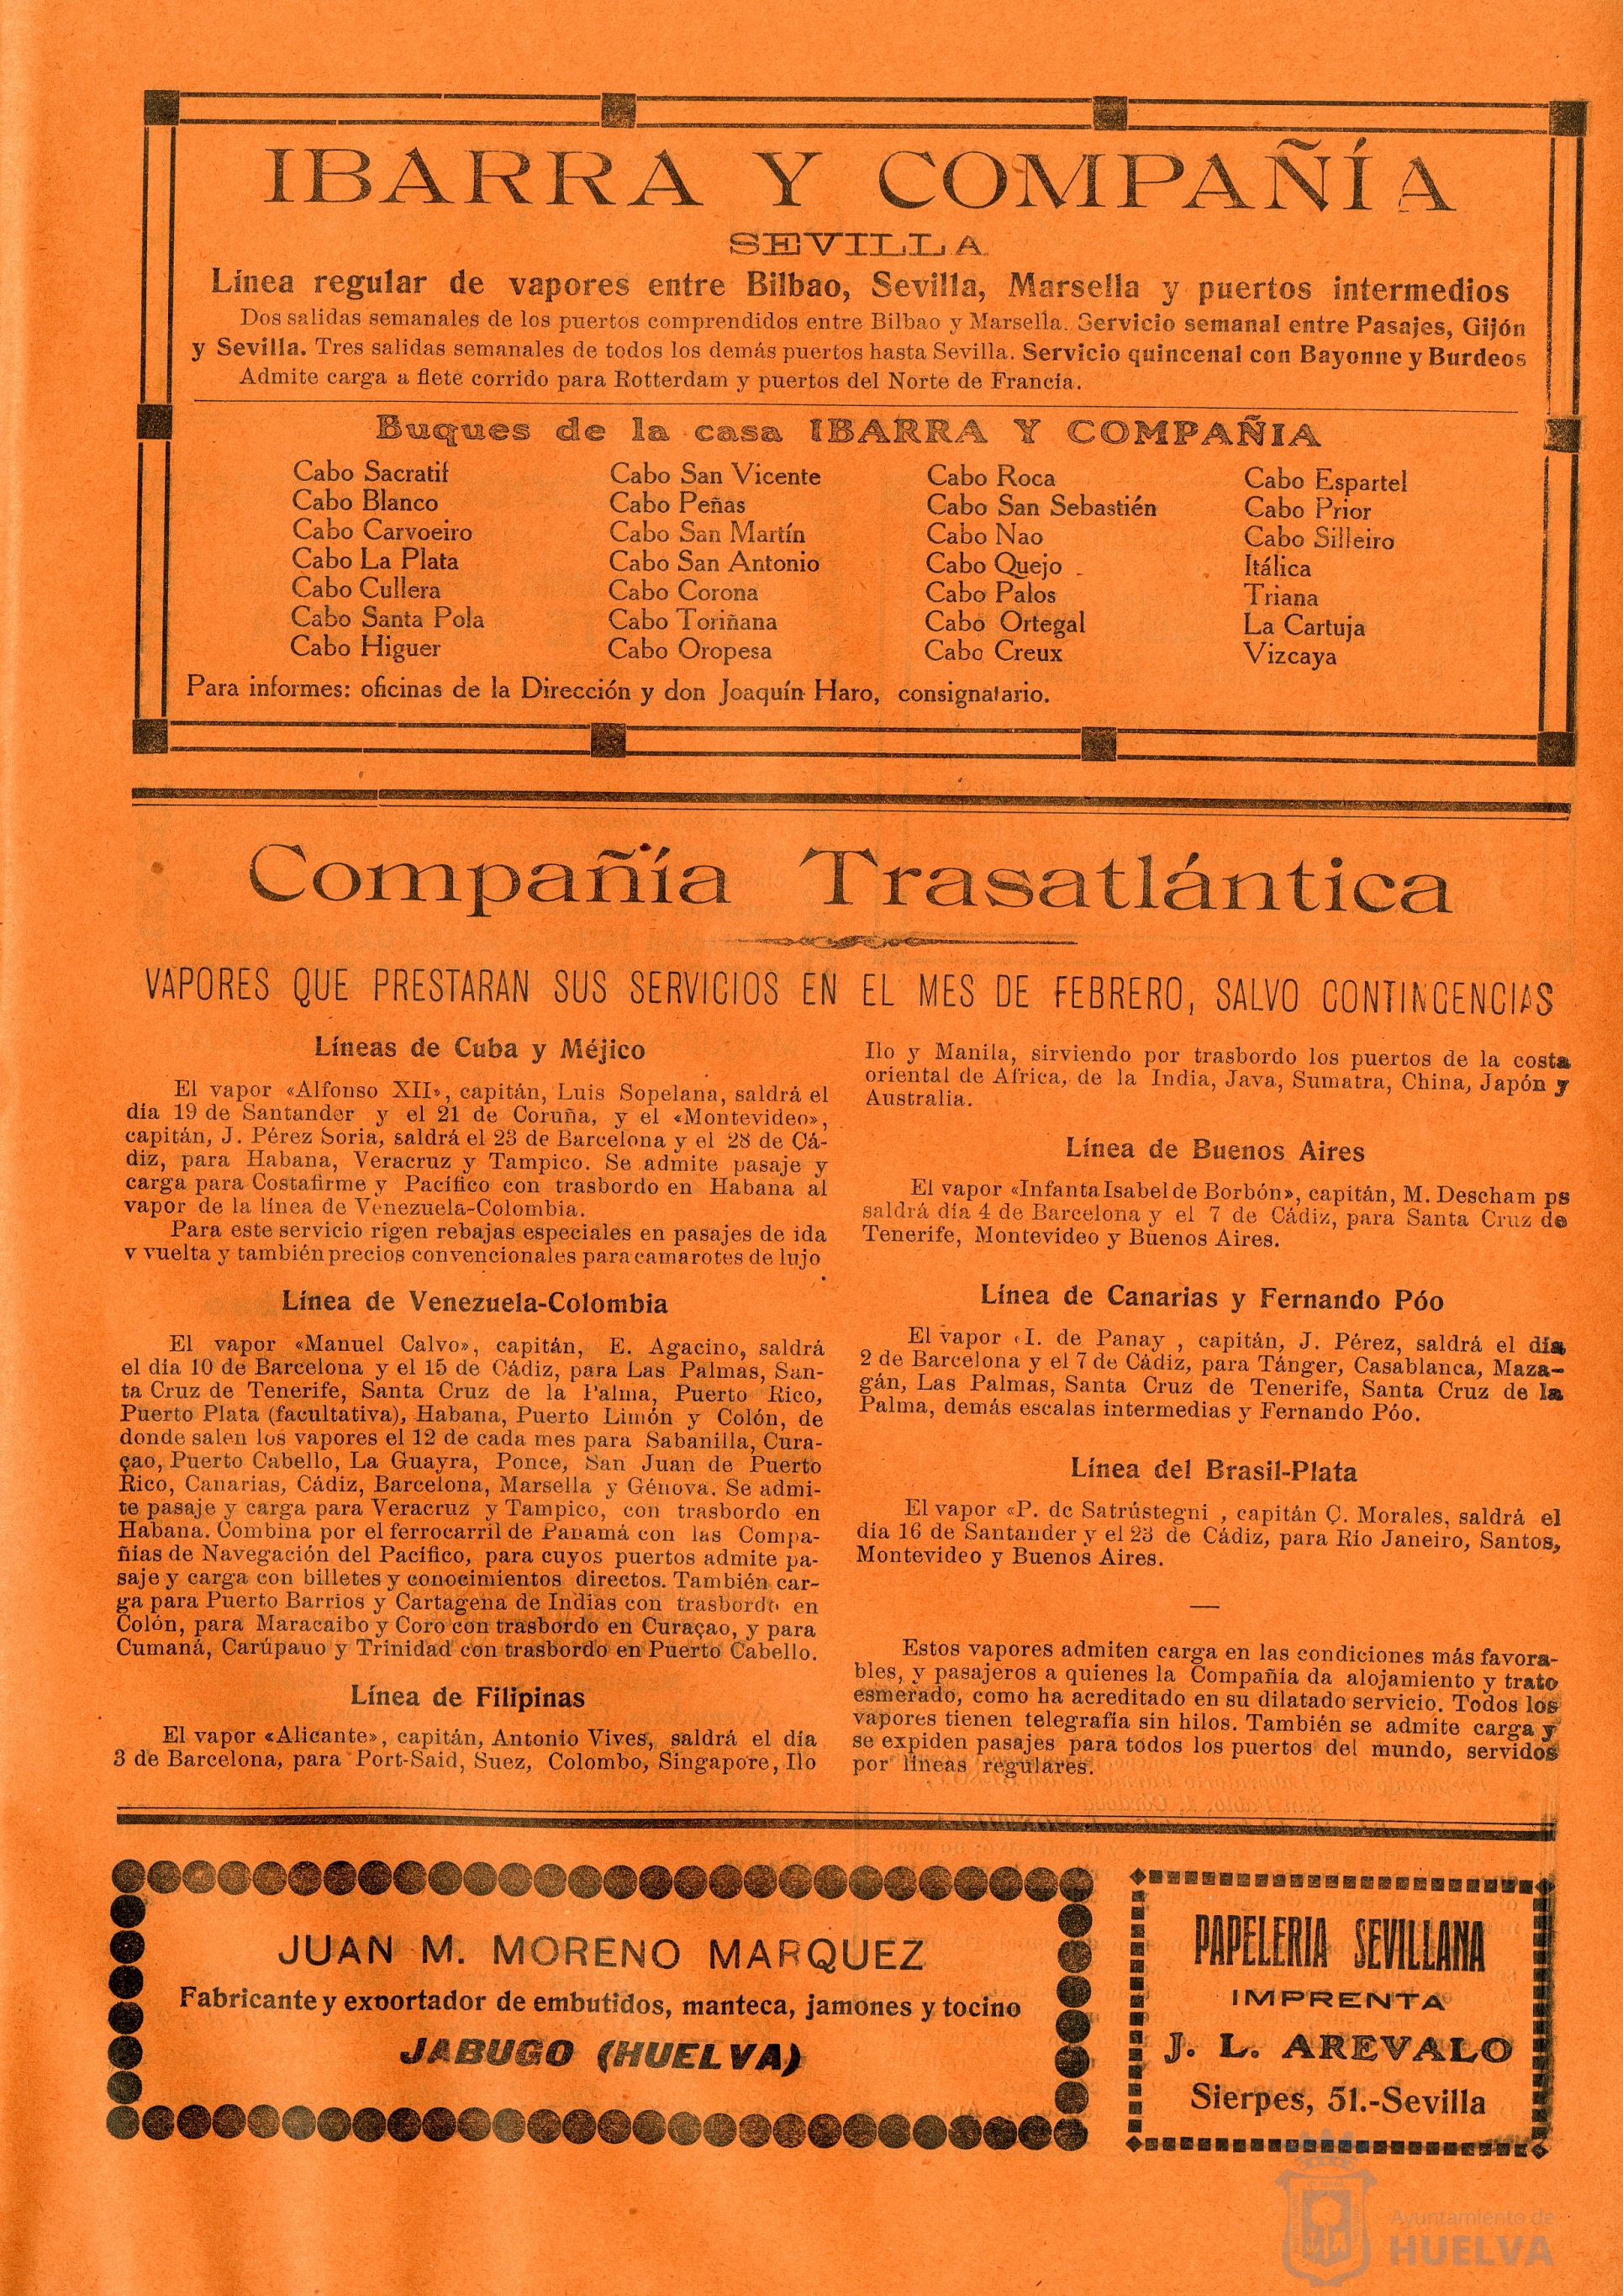 IBARRA Y COMPAÑÍA
SEVILLA
Línea regular de vapores entre Bilbao, Sevilla, Marsella y puertos intermedios
Dos salidas semanales de los puertos comprendidos entre Bilbao y Marsella. Servicio semanal entre Pasajes, Gijón
y Sevilla. Tres salidas semanales de todos los demás puertos hasta Sevilla. Servicio quincenal con Bayonne y Burdeos
Admite carga a flete corrido para Rotterdam y puertos del Norte de Francia.
Buques de la casa IBARRA Y COMPAÑIA
Cabo Sacratif
Cabo Blanco
Cabo Carvoeiro
Cabo La Plata
Cabo Cullera
Cabo Santa Pola
Cabo Higuer
Cabo San Vicente
Cabo Peñas
Cabo San Martín
Cabo San Antonio
Cabo Corona
Cabo Toriñana
Cabo Oropesa
Cabo Roca
Cabo San Sebastién
Cabo Nao
Cabo Quejo
Cabo Palos
Cabo Ortegal
Cabo Creux
Cabo Espartel
Cabo Prior
Cabo Silleiro
Itálica
Triana
La Cartuja
Vizcaya
Para informes: oficinas de la Dirección y don Joaquín Haro, consignatario.
Compañía Trasatlántica
VAPORES QUE PRESTARAN SUS SERVICIOS EN EL MES DE FEBRERO, SALVO CONTINGENCIAS
Líneas de Cuba y Méjico
El vapor «Alfonso XII», capitán, Luis Sopelana, saldrá el
día 19 de Santander y el 21 de Coruña, y el «Montevideo»,
capitán, J. Pérez Soria, saldrá el 23 de Barcelona y el 28 de Cá-
diz, para Habana, Veracruz y Tampico. Se admite pasaje y
carga para Costafirme y Pacífico con trasbordo en Habana al
vapor de la línea de Venezuela-Colombia.
Para este servicio rigen rebajas especiales en pasajes de ida
v vuelta y también precios convencionales para camarotes de lujo
Línea de Venezuela-Colombia
El vapor «Manuel Calvo», capitán, E. Agacino, saldrá
el día 10 de Barcelona y el 15 de Cádiz, para Las Palmas, San-
ta Cruz de Tenerife, Santa Cruz de la Palma, Puerto Rico,
Puerto Plata (facultativa), Habana, Puerto Limón y Colón, de
donde salen los vapores el 12 de cada mes para Sabanilla, Cura-
çao, Puerto Cabello, La Guayra, Ponce, San Juan de Puerto
Rico, Canarias, Cádiz, Barcelona, Marsella y Génova. Se admi-
te pasaje y carga para Veracruz y Tampico, con trasbordo en
Habana. Combina por el ferrocarril de Panamá con las Compa-
ñías de Navegación del Pacífico, para cuyos puertos admite pa-
saje y carga con billetes y conocimientos directos. También car-
ga para Puerto Barrios y Cartagena de Indias con trasbordo en
Colón, para Maracaibo y Coro con trasbordo en Curaçao, y para
Cumaná, Carúpano y Trinidad con trasbordo en Puerto Cabello.
Línea de Filipinas
El vapor «Alicante», capitán, Antonio Vives, saldrá el día
3 de Barcelona, para Port-Said, Suez, Colombo, Singapore, Ilo
Ilo y Manila, sirviendo por trasbordo los puertos de la costa
oriental de Africa, de la India, Java, Sumatra, China, Japón y
Australia.
Línea de Buenos Aires
El vapor «Infanta Isabel de Borbón», capitán, M. Descham ps
saldrá día 4 de Barcelona y el 7 de Cádiz, para Santa Cruz de
Tenerife, Montevideo y Buenos Aires.
Línea de Canarias y Fernando Póo
El vapor «I. de Panay , capitán, J. Pérez, saldrá el día
2 de Barcelona y el 7 de Cádiz, para Tánger, Casablanca, Maza-
gán, Las Palmas, Santa Cruz de Tenerife, Santa Cruz de la
Palma, demás escalas intermedias y Fernando Póo.
Línea del Brasil-Plata
El vapor «P. de Satrústegni , capitán C. Morales, saldrá el
día 16 de Santander y el 23 de Cádiz, para Rio Janeiro, Santos,
Montevideo y Buenos Aires.
Estos vapores admiten carga en las condiciones más favora-
bles, y pasajeros a quienes la Compañía da alojamiento y trato
esmerado, como ha acreditado en su dilatado servicio. Todos los
vapores tienen telegrafía sin hilos. También se admite carga y
se expiden pasajes para todos los puertos del mundo, servidos
por líneas regulares.
JUAN M. MORENO MARQUEZ
Fabricante y exportador de embutidos, manteca, jamones y tocino
JABUGO (HUELVA)
PAPELERIA SEVILLANA
IMPRENTA
J. L. AREVALO
Sierpes, 51.-Sevilla
Ayuntamiento de
HUELVA